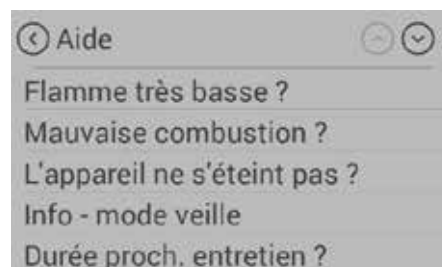 Aide
Flamme très basse ?
Mauvaise combustion ?
L'appareil ne s'éteint pas ?
Info - mode veille
Durée proch. entretien ?